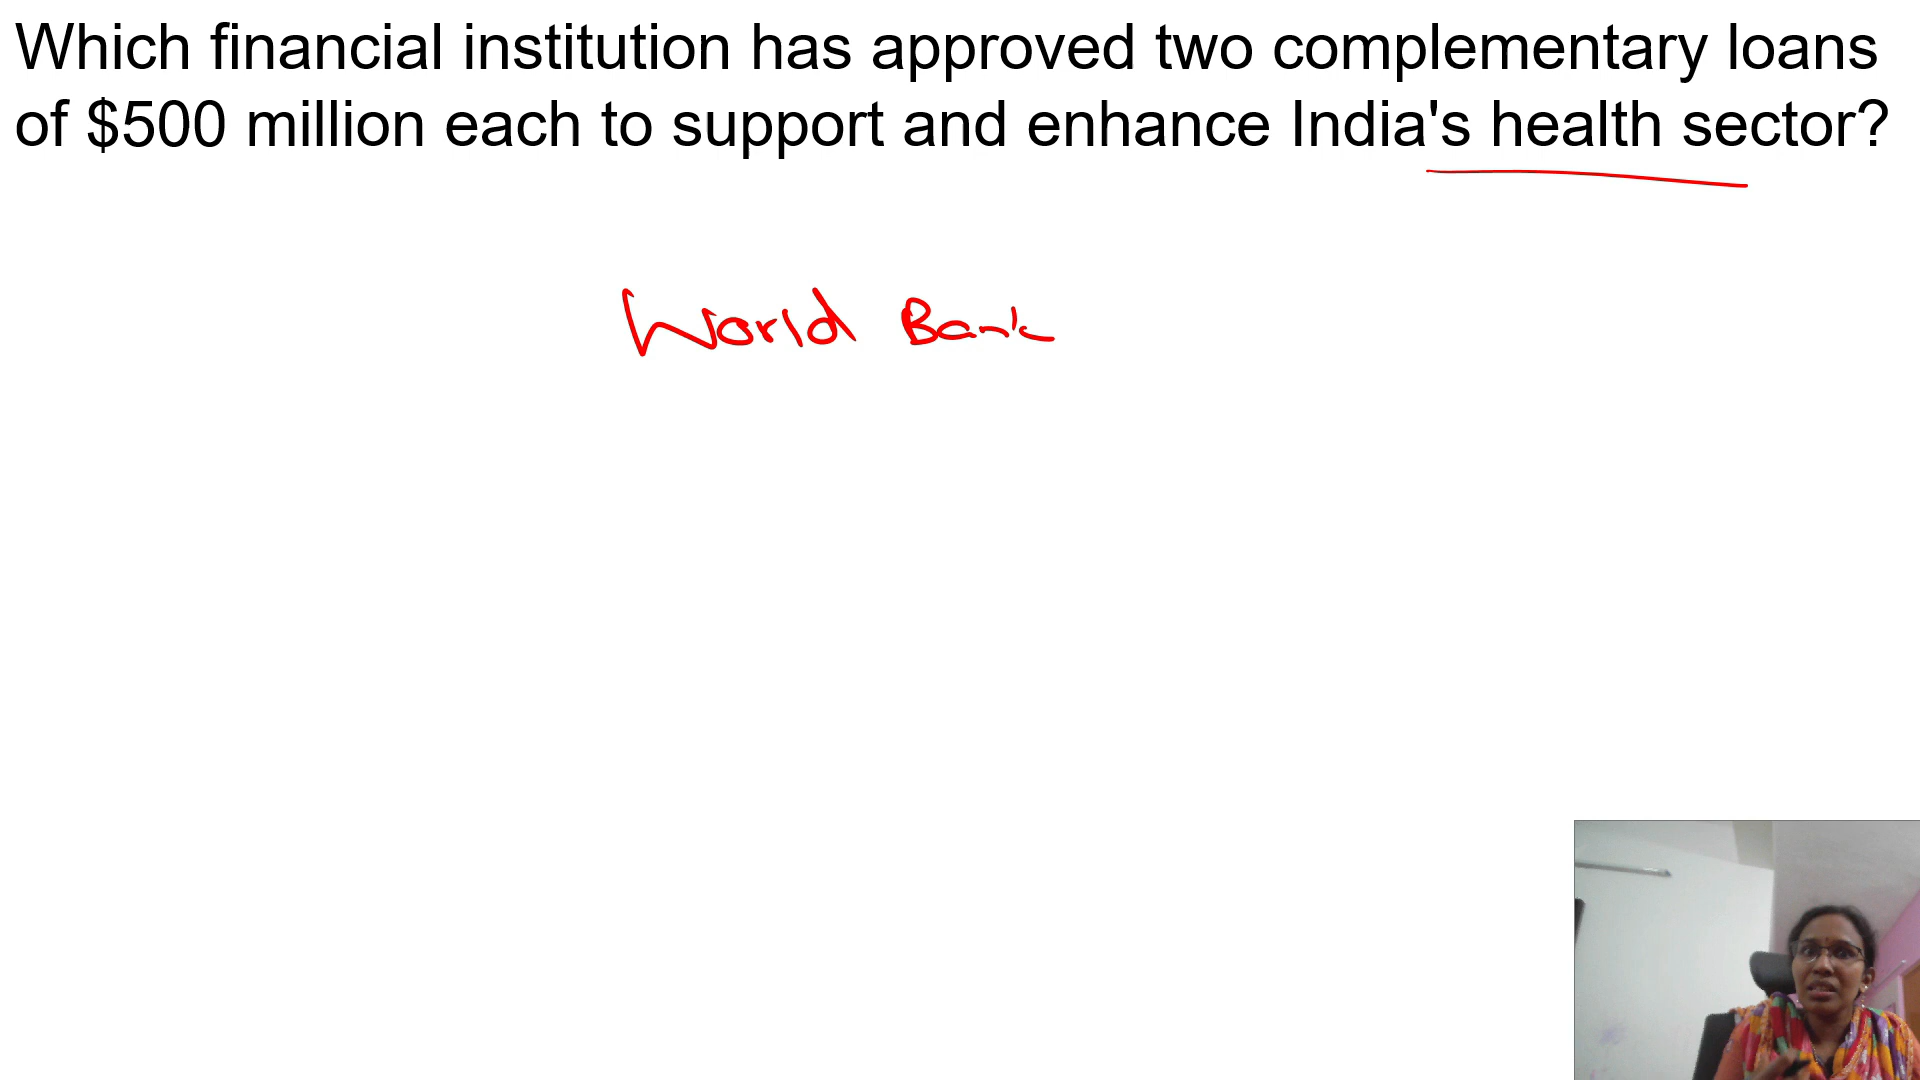 Which financial institution has approved two complementary loans
of $500 million each to support and enhance India's health sector?
World Bank